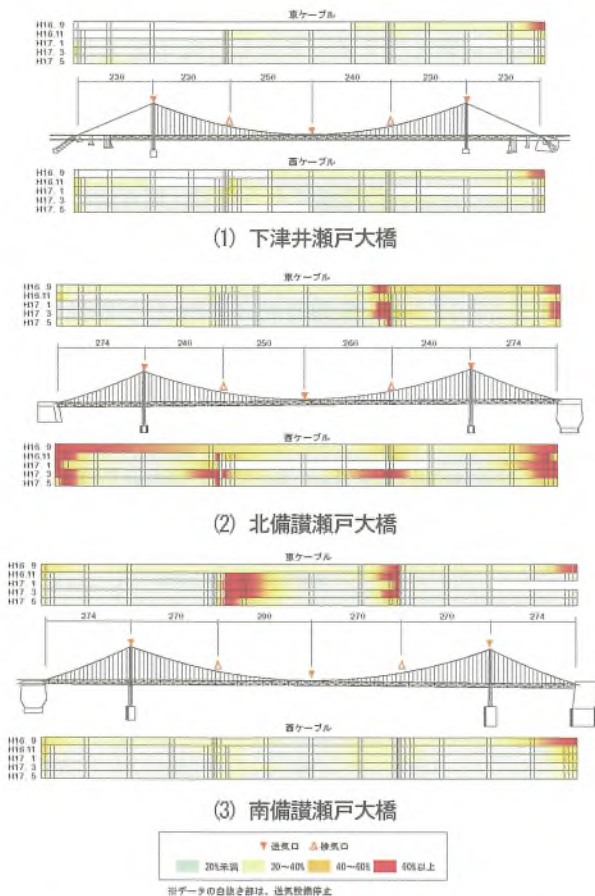 東ケーブル
H16. 9
H16.11
H17. 1
H17. 3
H17. 5
230 230 250 240 230 230
西ケーブル
H16. 9
H16.11
H17. 1
H17. 3
H17. 5
(1) 下津井瀬戸大橋
東ケーブル
H16. 9
H16.11
H17. 1
H17. 3
H17. 5
274 246 250 260 240 274
西ケーブル
H16. 9
H16.11
H17. 1
H17. 3
H17. 5
(2) 北備讃瀬戸大橋
東ケーブル
H16. 9
H16.11
H17. 1
H17. 3
H17. 5
274 270 290 270 270 274
西ケーブル
H16. 9
H16.11
H17. 1
H17. 3
H17. 5
(3) 南備讃瀬戸大橋
▼ 送気口 △ 排気口
20%未満 20～40% 40～60% 60%以上
※データの白抜き部は、送気設備停止